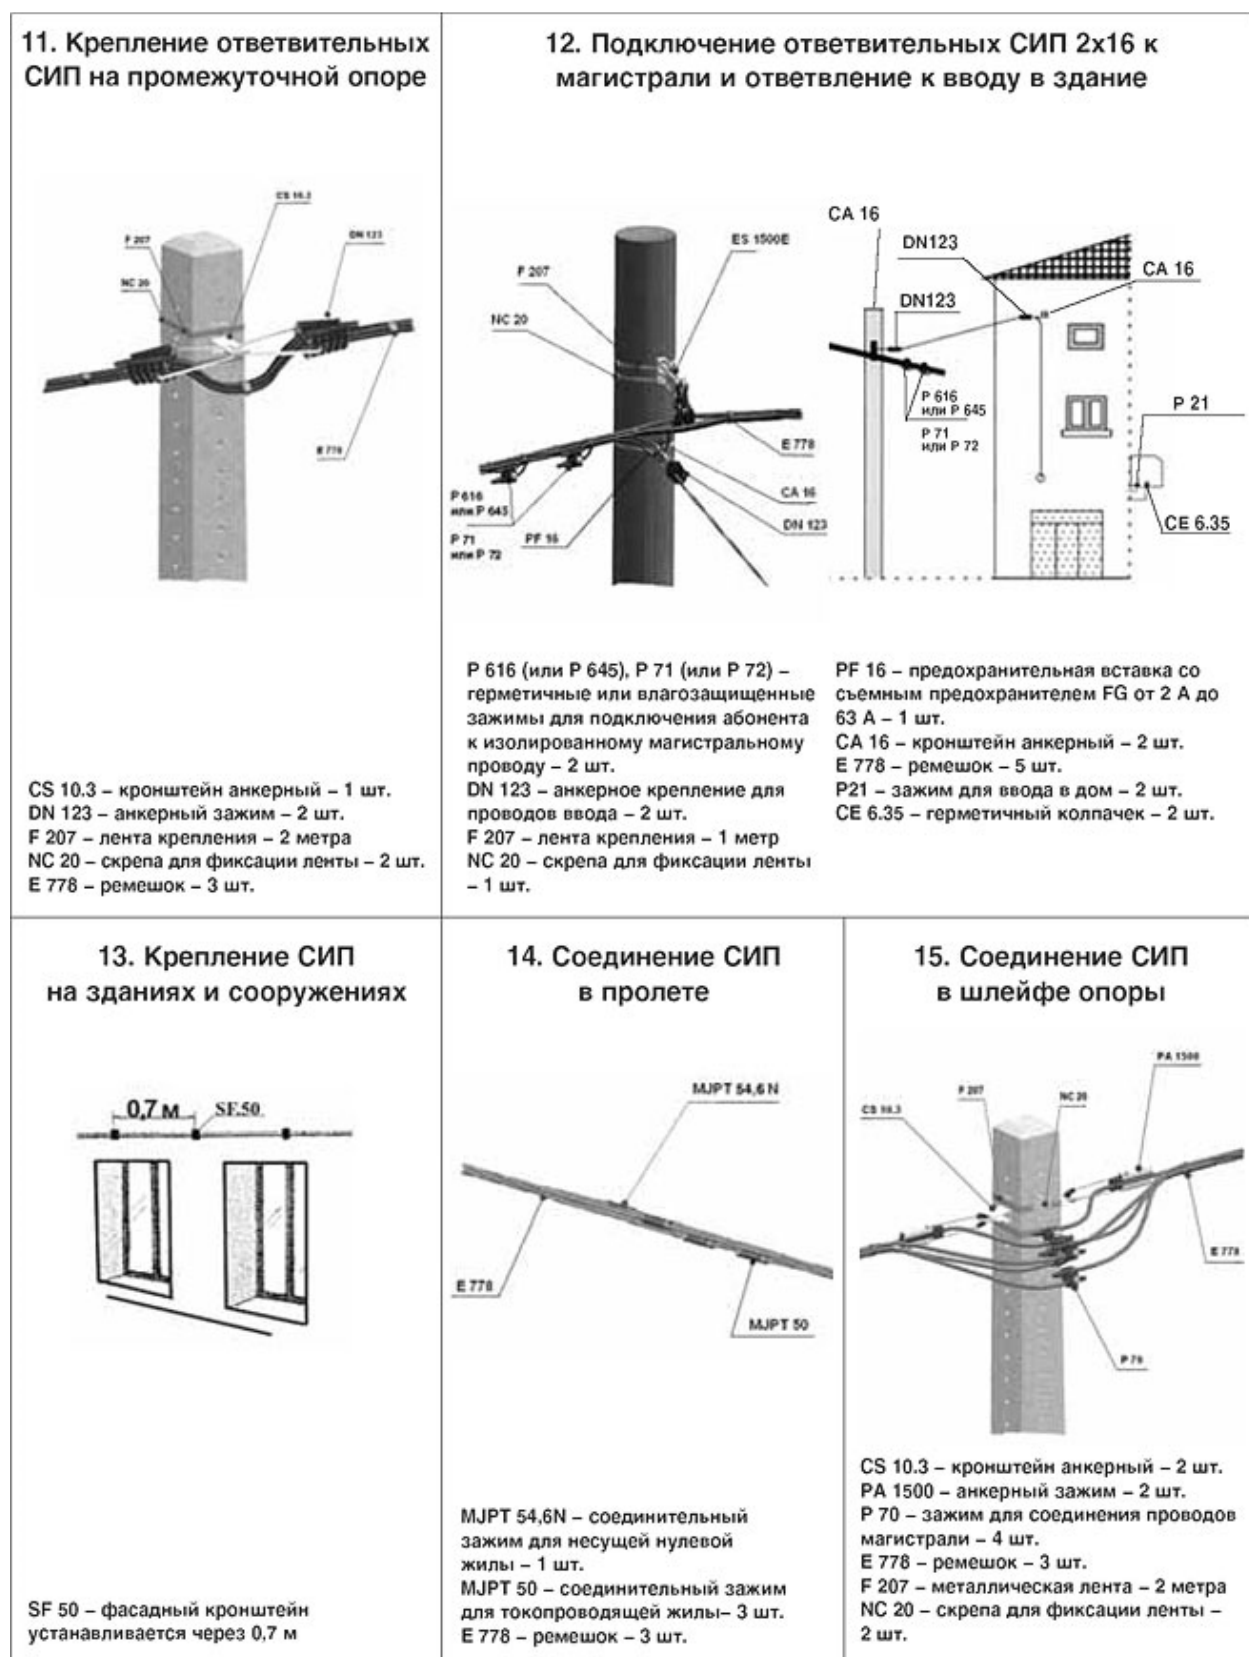 11. Крепление ответвительных
СИП на промежуточной опоре
CS 10.3
F 207
DN 123
NC 20
E 778
CS 10.3 – кронштейн анкерный – 1 шт.
DN 123 – анкерный зажим – 2 шт.
F 207 – лента крепления – 2 метра
NC 20 – скрепа для фиксации ленты – 2 шт.
E 778 – ремешок – 3 шт.
12. Подключение ответвительных СИП 2х16 к
магистрали и ответвление к вводу в здание
ES 1500E
F 207
NC 20
E 778
CA 16
DN 123
P 616
или P 645
P 71
или P 72
PF 16
CA 16
DN123
CA 16
DN123
P 616
или P 645
P 71
или P 72
P 21
CE 6.35
P 616 (или P 645), P 71 (или P 72) –
герметичные или влагозащищенные
зажимы для подключения абонента
к изолированному магистральному
проводу – 2 шт.
DN 123 – анкерное крепление для
проводов ввода – 2 шт.
F 207 – лента крепления – 1 метр
NC 20 – скрепа для фиксации ленты
– 1 шт.
PF 16 – предохранительная вставка со
съемным предохранителем FG от 2 А до
63 А – 1 шт.
CA 16 – кронштейн анкерный – 2 шт.
E 778 – ремешок – 5 шт.
P21 – зажим для ввода в дом – 2 шт.
CE 6.35 – герметичный колпачек – 2 шт.
13. Крепление СИП
на зданиях и сооружениях
0,7 м
SF.50
SF 50 – фасадный кронштейн
устанавливается через 0,7 м
14. Соединение СИП
в пролете
MJPT 54,6 N
E 778
MJPT 50
MJPT 54,6N – соединительный
зажим для несущей нулевой
жилы – 1 шт.
MJPT 50 – соединительный зажим
для токопроводящей жилы– 3 шт.
E 778 – ремешок – 3 шт.
15. Соединение СИП
в шлейфе опоры
PA 1500
F 207
NC 20
CS 10.3
E 778
P 70
CS 10.3 – кронштейн анкерный – 2 шт.
PA 1500 – анкерный зажим – 2 шт.
P 70 – зажим для соединения проводов
магистрали – 4 шт.
E 778 – ремешок – 3 шт.
F 207 – металлическая лента – 2 метра
NC 20 – скрепа для фиксации ленты –
2 шт.